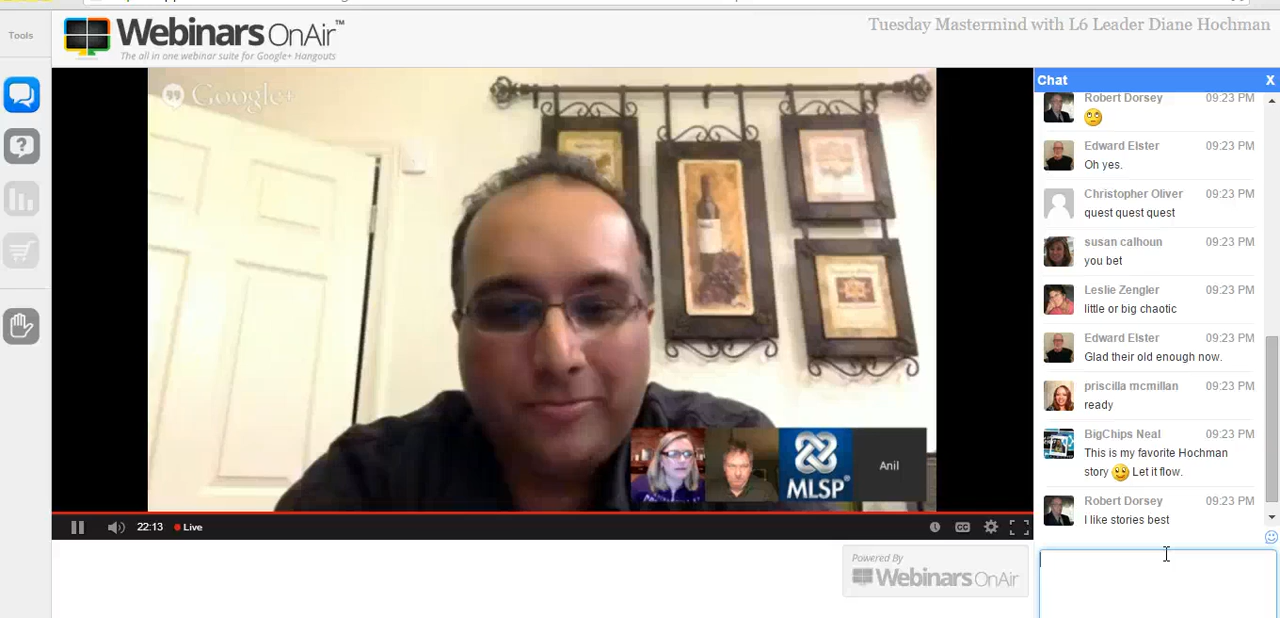 Tools
Webinars OnAir™
The all in one webinar suite for Google+ Hangouts
Tuesday Mastermind with L6 Leader Diane Hochman
Google+
MLSP®
Anil
22:13
Live
CC
Powered By
Webinars OnAir
Chat
X
Robert Dorsey 09:23 PM
Edward Elster 09:23 PM
Oh yes.
Christopher Oliver 09:23 PM
quest quest quest
susan calhoun 09:23 PM
you bet
Leslie Zengler 09:23 PM
little or big chaotic
Edward Elster 09:23 PM
Glad their old enough now.
priscilla mcmillan 09:23 PM
ready
BigChips Neal 09:23 PM
This is my favorite Hochman
story Let it flow.
Robert Dorsey 09:23 PM
I like stories best